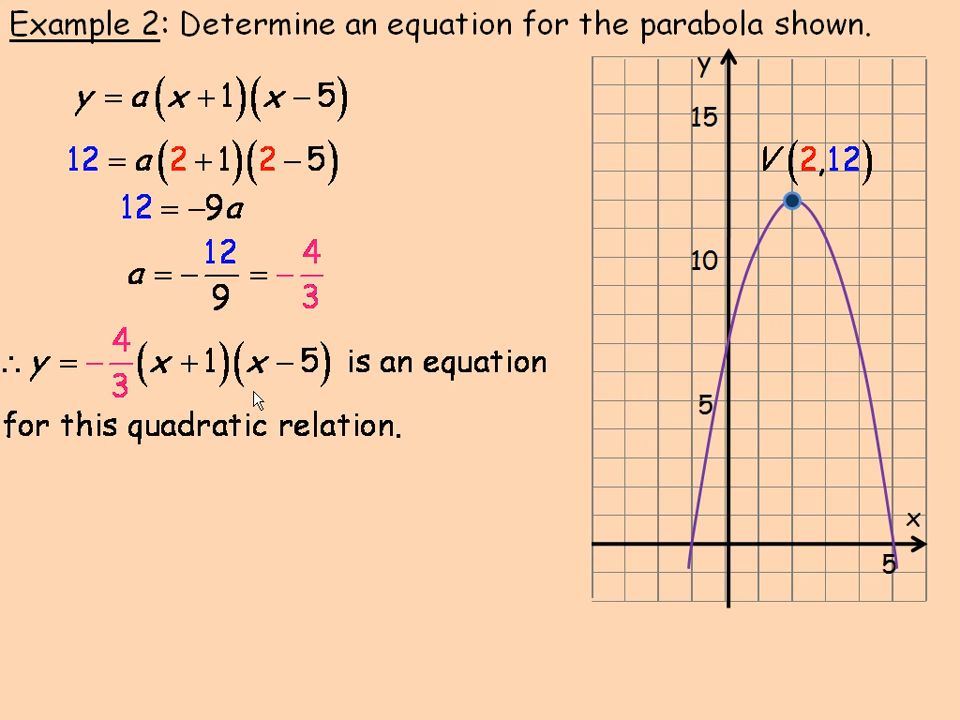 Example 2: Determine an equation for the parabola shown.
y = a(x + 1)(x − 5)
12 = a(2 + 1)(2 − 5)
12 = −9a
a = − 12/9 = − 4/3
∴ y = − 4/3 (x + 1)(x − 5) is an equation
for this quadratic relation.
y
15
V(2,12)
10
5
x
5